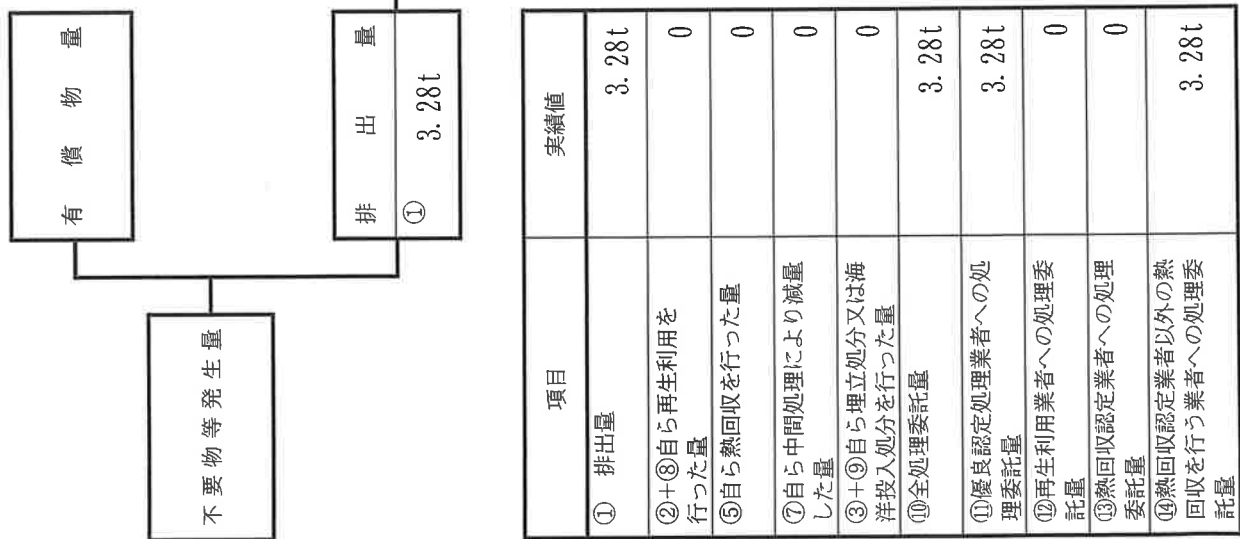 不要物等発生量
有償物量
排出量
①
3.28t
項目
実績値
① 排出量
3.28t
②+⑧自ら再生利用を
行った量
0
⑤自ら熱回収を行った量
0
⑦自ら中間処理により減量
した量
0
③+⑨自ら埋立処分又は海
洋投入処分を行った量
0
⑩全処理委託量
3.28t
⑪優良認定処理業者への処
理委託量
3.28t
⑫再生利用業者への処理委
託量
0
⑬熱回収認定業者への処理
委託量
0
⑭熱回収認定業者以外の熱
回収を行う業者への処理委
託量
3.28t